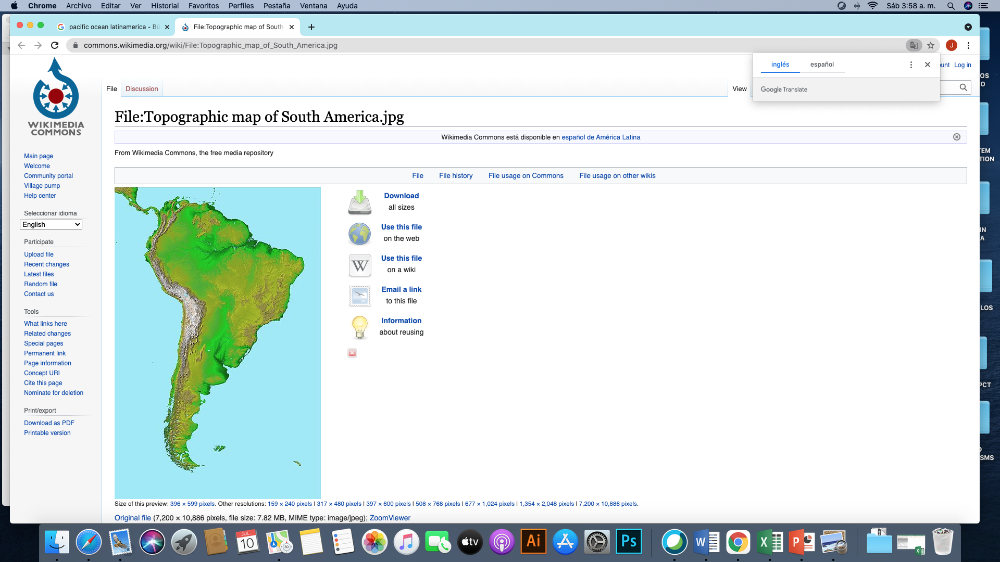 Chrome Archivo Editar Ver Historial Favoritos Perfiles Pestaña Ventana Ayuda Sáb 3:58 a. m.
pacific ocean latinamerica - Bú
File:Topographic map of South
commons.wikimedia.org/wiki/File:Topographic_map_of_South_America.jpg
J
inglés español
Google Translate
Log in
WIKIMEDIA
COMMONS
File Discussion View
File:Topographic map of South America.jpg
Wikimedia Commons está disponible en español de América Latina
From Wikimedia Commons, the free media repository
File File history File usage on Commons File usage on other wikis
Main page
Welcome
Community portal
Village pump
Help center
Seleccionar idioma
English
Participate
Upload file
Recent changes
Latest files
Random file
Contact us
Tools
What links here
Related changes
Special pages
Permanent link
Page information
Concept URI
Cite this page
Nominate for deletion
Print/export
Download as PDF
Printable version
Download
all sizes
Use this file
on the web
W
Use this file
on a wiki
Email a link
to this file
Information
about reusing
Size of this preview: 396 × 599 pixels. Other resolutions: 159 × 240 pixels | 317 × 480 pixels | 397 × 600 pixels | 508 × 768 pixels | 677 × 1,024 pixels | 1,354 × 2,048 pixels | 7,200 × 10,886 pixels.
Original file (7,200 × 10,886 pixels, file size: 7.82 MB, MIME type: image/jpeg); ZoomViewer
JUL.
10
3D
tv
Ai
Ps
W
X
P